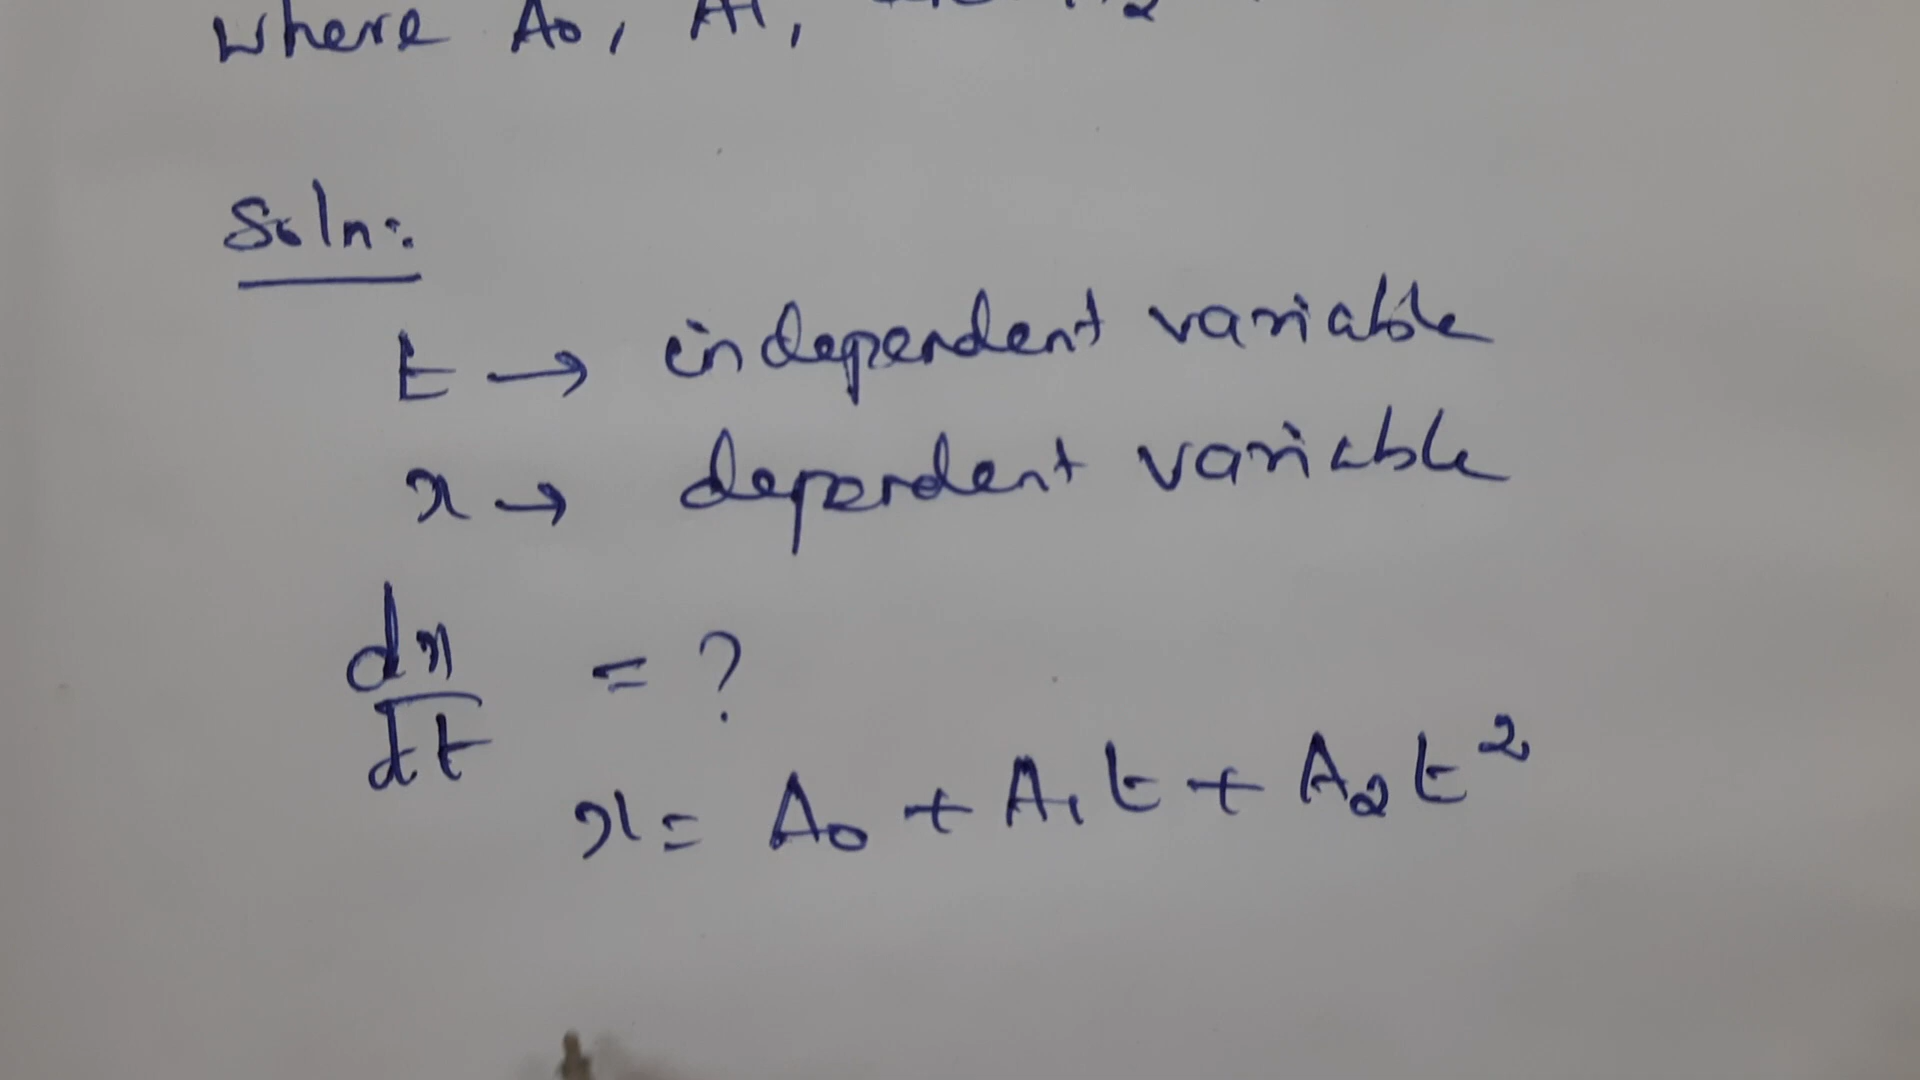 where A₀, A₁,
Soln:
t → independent variable
x → dependent variable
dx/dt = ?
x = A₀ + A₁t + A₂t²